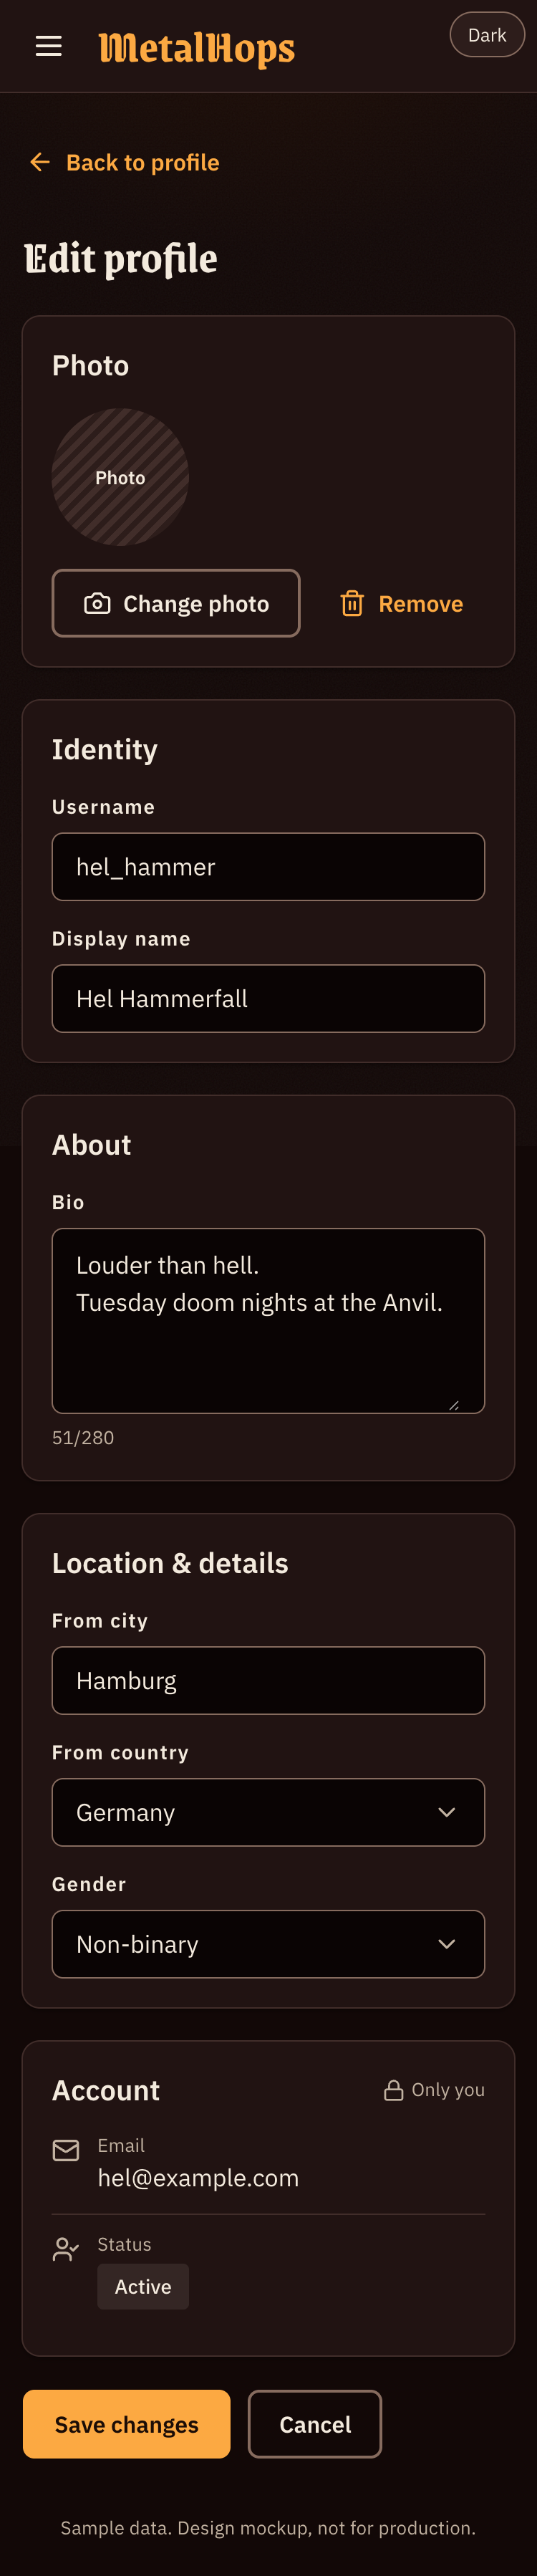 MetalHops
Dark
Back to profile
Edit profile
Photo
Photo
Change photo
Remove
Identity
Username
hel_hammer
Display name
Hel Hammerfall
About
Bio
Louder than hell.
Tuesday doom nights at the Anvil.
51/280
Location & details
From city
Hamburg
From country
Germany
Gender
Non-binary
Account
Only you
Email
hel@example.com
Status
Active
Save changes
Cancel
Sample data. Design mockup, not for production.